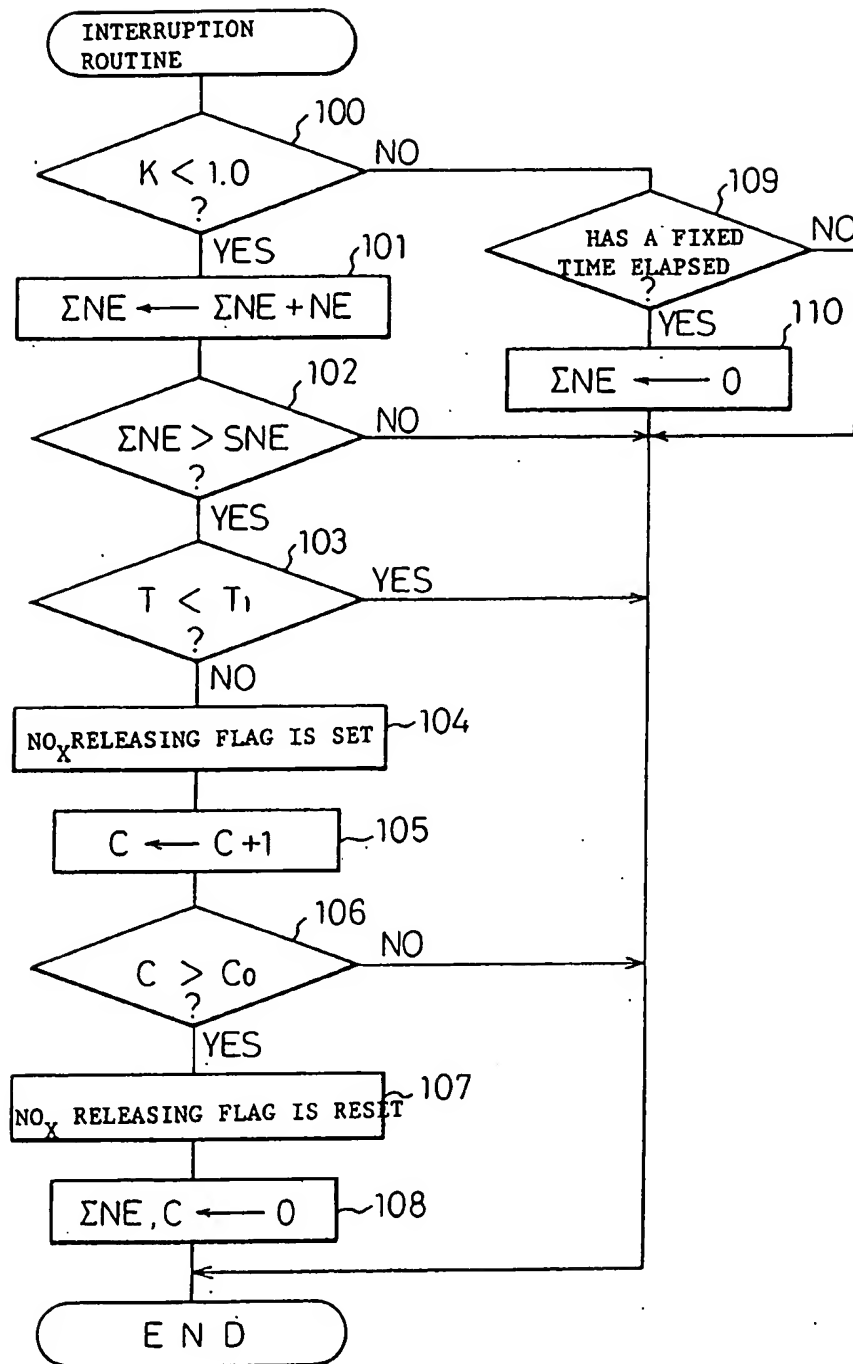 INTERRUPTION
ROUTINE
100
K < 1.0
?
NO
YES
109
HAS A FIXED
TIME ELAPSED
?
NO
YES
101
ΣNE ← ΣNE + NE
110
ΣNE ← 0
102
ΣNE > SNE
?
NO
YES
103
T < T₁
?
YES
NO
NOX RELEASING FLAG IS SET
104
C ← C+1
105
106
C > C₀
?
NO
YES
NOX RELEASING FLAG IS RESET
107
ΣNE, C ← 0
108
END